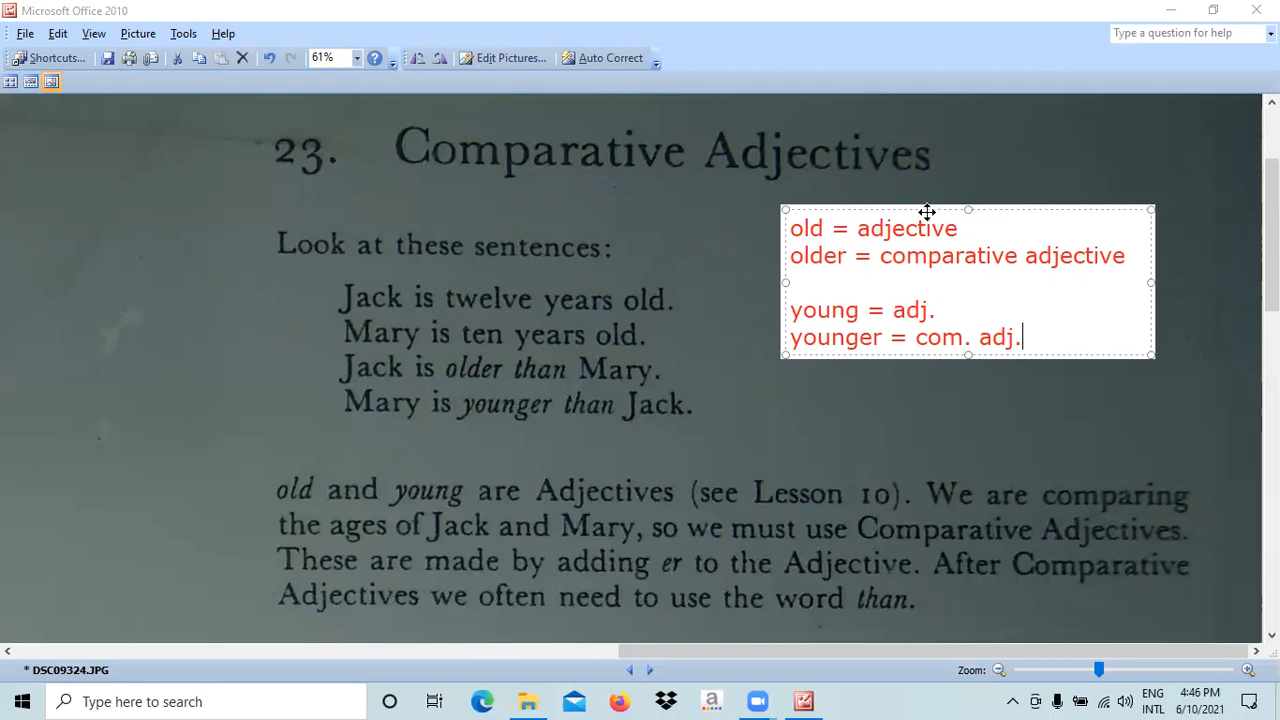 Microsoft Office 2010
File Edit View Picture Tools Help
Type a question for help
Shortcuts... 61% Edit Pictures... Auto Correct
23. Comparative Adjectives
old = adjective
older = comparative adjective
young = adj.
younger = com. adj.
Look at these sentences:
Jack is twelve years old.
Mary is ten years old.
Jack is older than Mary.
Mary is younger than Jack.
old and young are Adjectives (see Lesson 10). We are comparing
the ages of Jack and Mary, so we must use Comparative Adjectives.
These are made by adding er to the Adjective. After Comparative
Adjectives we often need to use the word than.
* DSC09324.JPG
Zoom:
Type here to search
a
ENG
INTL
4:46 PM
6/10/2021